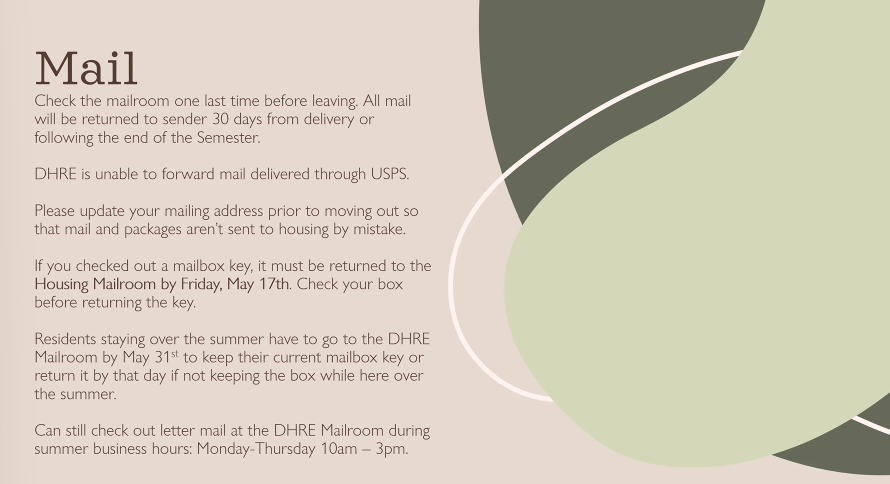 Mail
Check the mailroom one last time before leaving. All mail
will be returned to sender 30 days from delivery or
following the end of the Semester.
DHRE is unable to forward mail delivered through USPS.
Please update your mailing address prior to moving out so
that mail and packages aren’t sent to housing by mistake.
If you checked out a mailbox key, it must be returned to the
Housing Mailroom by Friday, May 17th. Check your box
before returning the key.
Residents staying over the summer have to go to the DHRE
Mailroom by May 31st to keep their current mailbox key or
return it by that day if not keeping the box while here over
the summer.
Can still check out letter mail at the DHRE Mailroom during
summer business hours: Monday-Thursday 10am – 3pm.